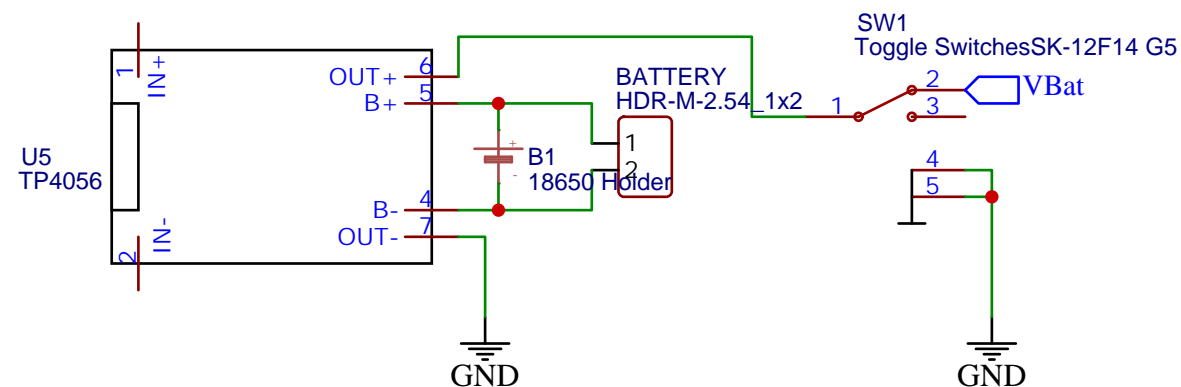 SW1
Toggle SwitchesSK-12F14 G5
1
IN+
OUT+
6
B+
5
BATTERY
HDR-M-2.54_1x2
1
2
VBat
3
U5
TP4056
+
B1
-
18650 Holder
1
2
4
5
B-
4
OUT-
7
IN-
2
GND
GND